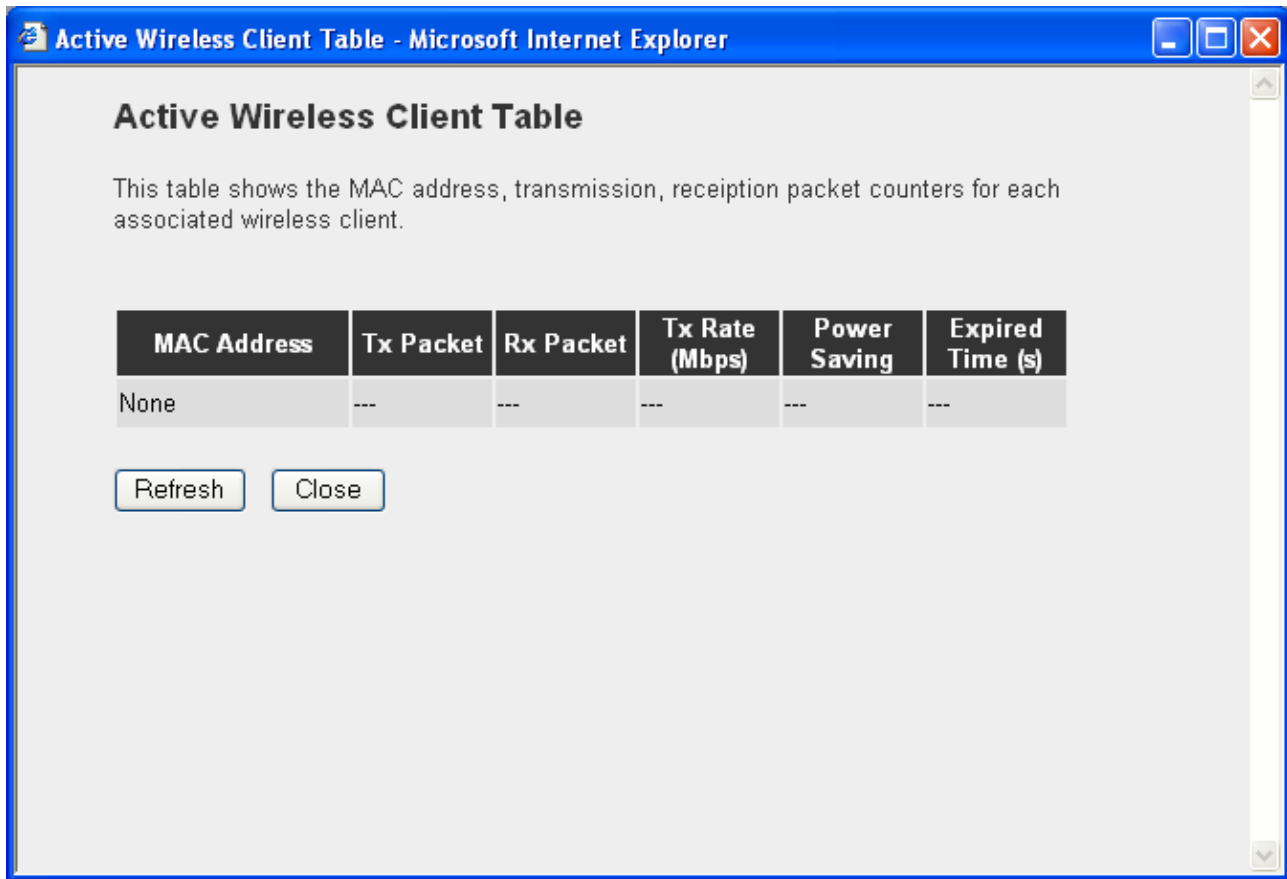 Active Wireless Client Table - Microsoft Internet Explorer
Active Wireless Client Table
This table shows the MAC address, transmission, receiption packet counters for each
associated wireless client.
MAC Address Tx Packet Rx Packet Tx Rate (Mbps) Power Saving Expired Time (s)
None --- --- --- --- ---
Refresh Close